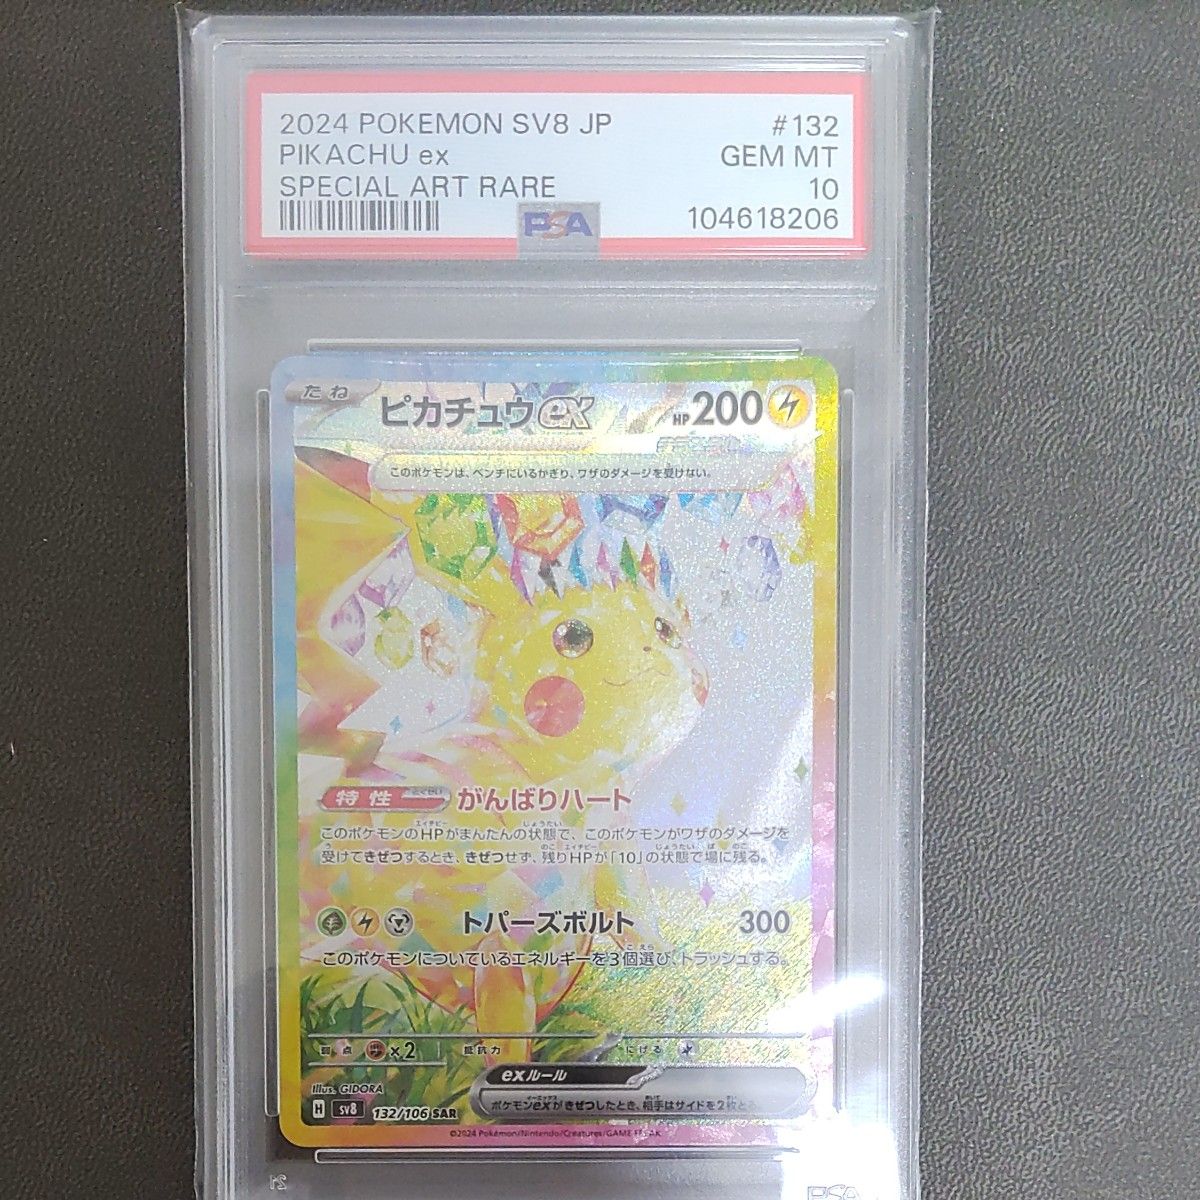 2024 POKEMON SV8 JP #132
PIKACHU ex GEM MT
SPECIAL ART RARE 10
PSA 104618206
たね ピカチュウex HP200
このポケモンは、ベンチにいるかぎり、ワザのダメージを受けない。
特性 とくせい がんばりハート
このポケモンのHPがまんたんの状態で、このポケモンがワザのダメージを
受けてきぜつするとき、きぜつせず、残りHPが「10」の状態で場に残る。
トパーズボルト 300
このポケモンについているエネルギーを3個選び、トラッシュする。
弱点 ×2 抵抗力 にげる
exルール
ポケモンexがきぜつしたとき、相手はサイドを2枚と
Illus. GIDORA
H sv8 132/106 SAR
©2024 Pokémon/Nintendo/Creatures/GAME FREAK
PSA